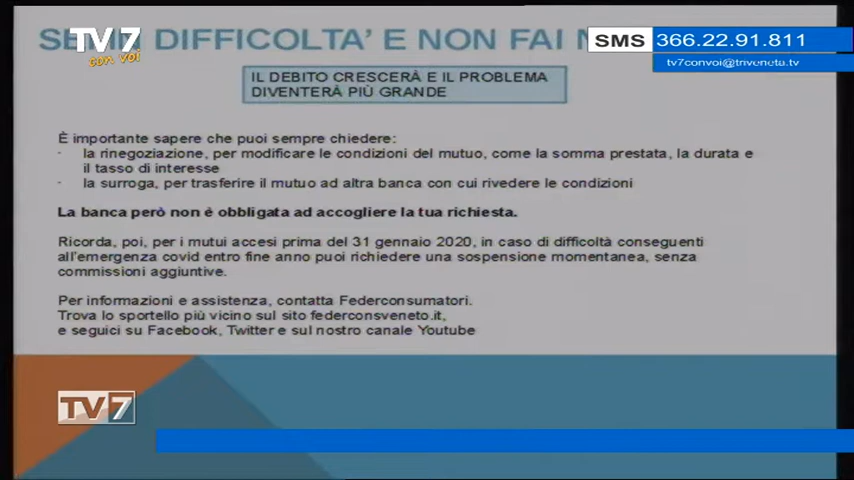 SEI IN DIFFICOLTA' E NON FAI N
TV7
con voi
SMS 366.22.91.811
tv7convoi@triveneta.tv
IL DEBITO CRESCERÀ E IL PROBLEMA
DIVENTERÀ PIÙ GRANDE
È importante sapere che puoi sempre chiedere:
- la rinegoziazione, per modificare le condizioni del mutuo, come la somma prestata, la durata e
il tasso di interesse
- la surroga, per trasferire il mutuo ad altra banca con cui rivedere le condizioni
La banca però non è obbligata ad accogliere la tua richiesta.
Ricorda, poi, per i mutui accesi prima del 31 gennaio 2020, in caso di difficoltà conseguenti
all'emergenza covid entro fine anno puoi richiedere una sospensione momentanea, senza
commissioni aggiuntive.
Per informazioni e assistenza, contatta Federconsumatori.
Trova lo sportello più vicino sul sito federconsveneto.it,
e seguici su Facebook, Twitter e sul nostro canale Youtube
TV7